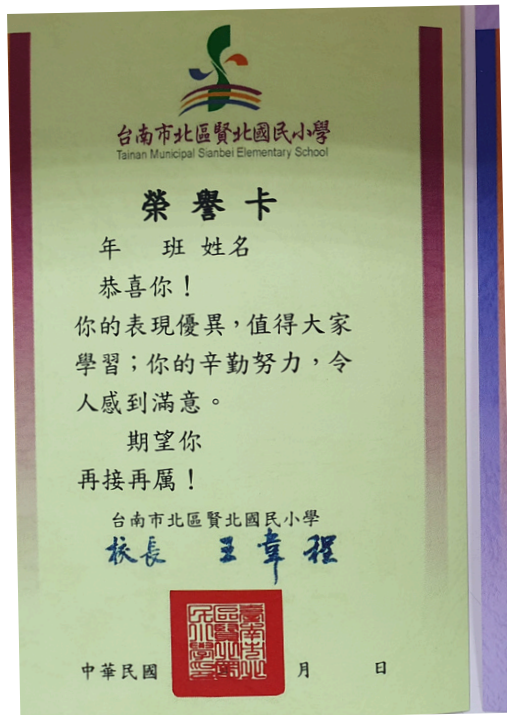 台南市北區賢北國民小學
Tainan Municipal Sianbei Elementary School
榮譽卡
年 班 姓名
恭喜你！
你的表現優異，值得大家
學習；你的辛勤努力，令
人感到滿意。
期望你
再接再厲！
台南市北區賢北國民小學
校長 王韋程
中華民國 月 日